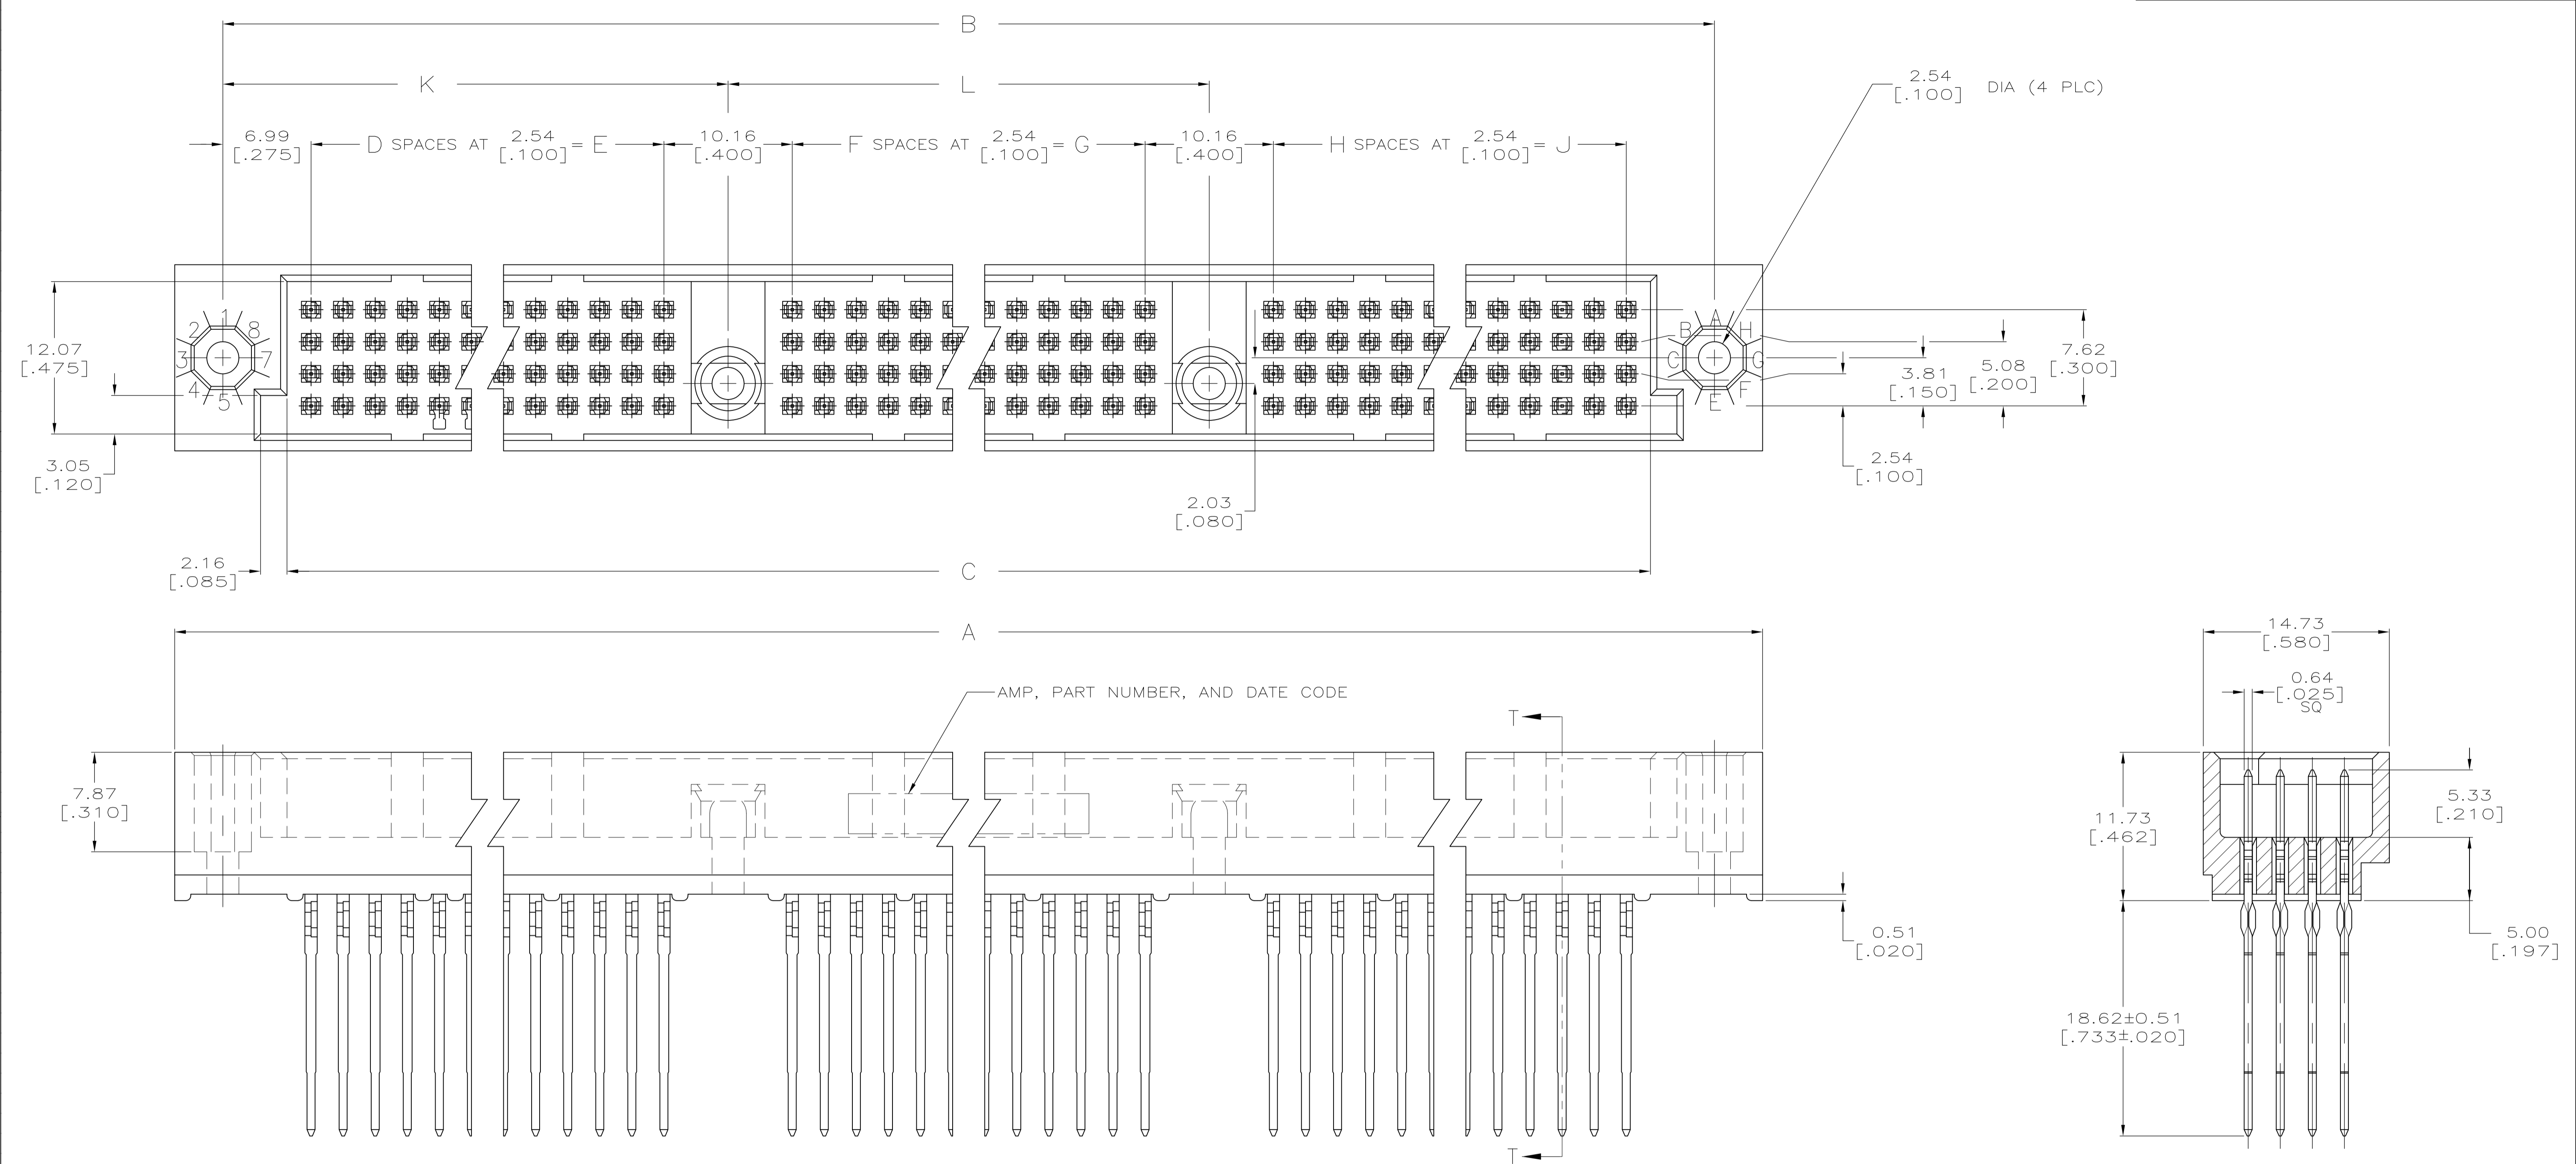 B
K
L
2.54
[.100] DIA (4 PLC)
6.99
[.275]
D SPACES AT 2.54 [.100] = E
10.16
[.400]
F SPACES AT 2.54 [.100] = G
10.16
[.400]
H SPACES AT 2.54 [.100] = J
1
2
8
3
7
4
5
A
B
H
C
G
F
E
12.07
[.475]
3.05
[.120]
7.62
[.300]
5.08
[.200]
3.81
[.150]
2.54
[.100]
2.03
[.080]
2.16
[.085]
C
A
AMP, PART NUMBER, AND DATE CODE
T
T
7.87
[.310]
0.51
[.020]
14.73
[.580]
0.64
[.025]
SQ
11.73
[.462]
5.33
[.210]
5.00
[.197]
18.62±0.51
[.733±.020]